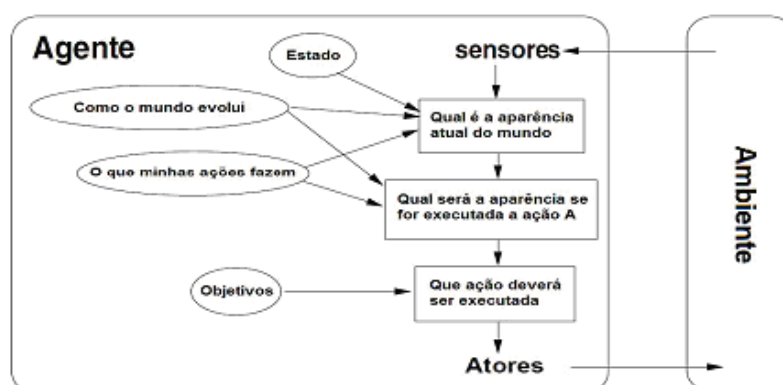 Agente
Estado
sensores
Como o mundo evolui
Qual é a aparência
atual do mundo
O que minhas ações fazem
Qual será a aparência se
for executada a ação A
Ambiente
Objetivos
Que ação deverá
ser executada
Atores